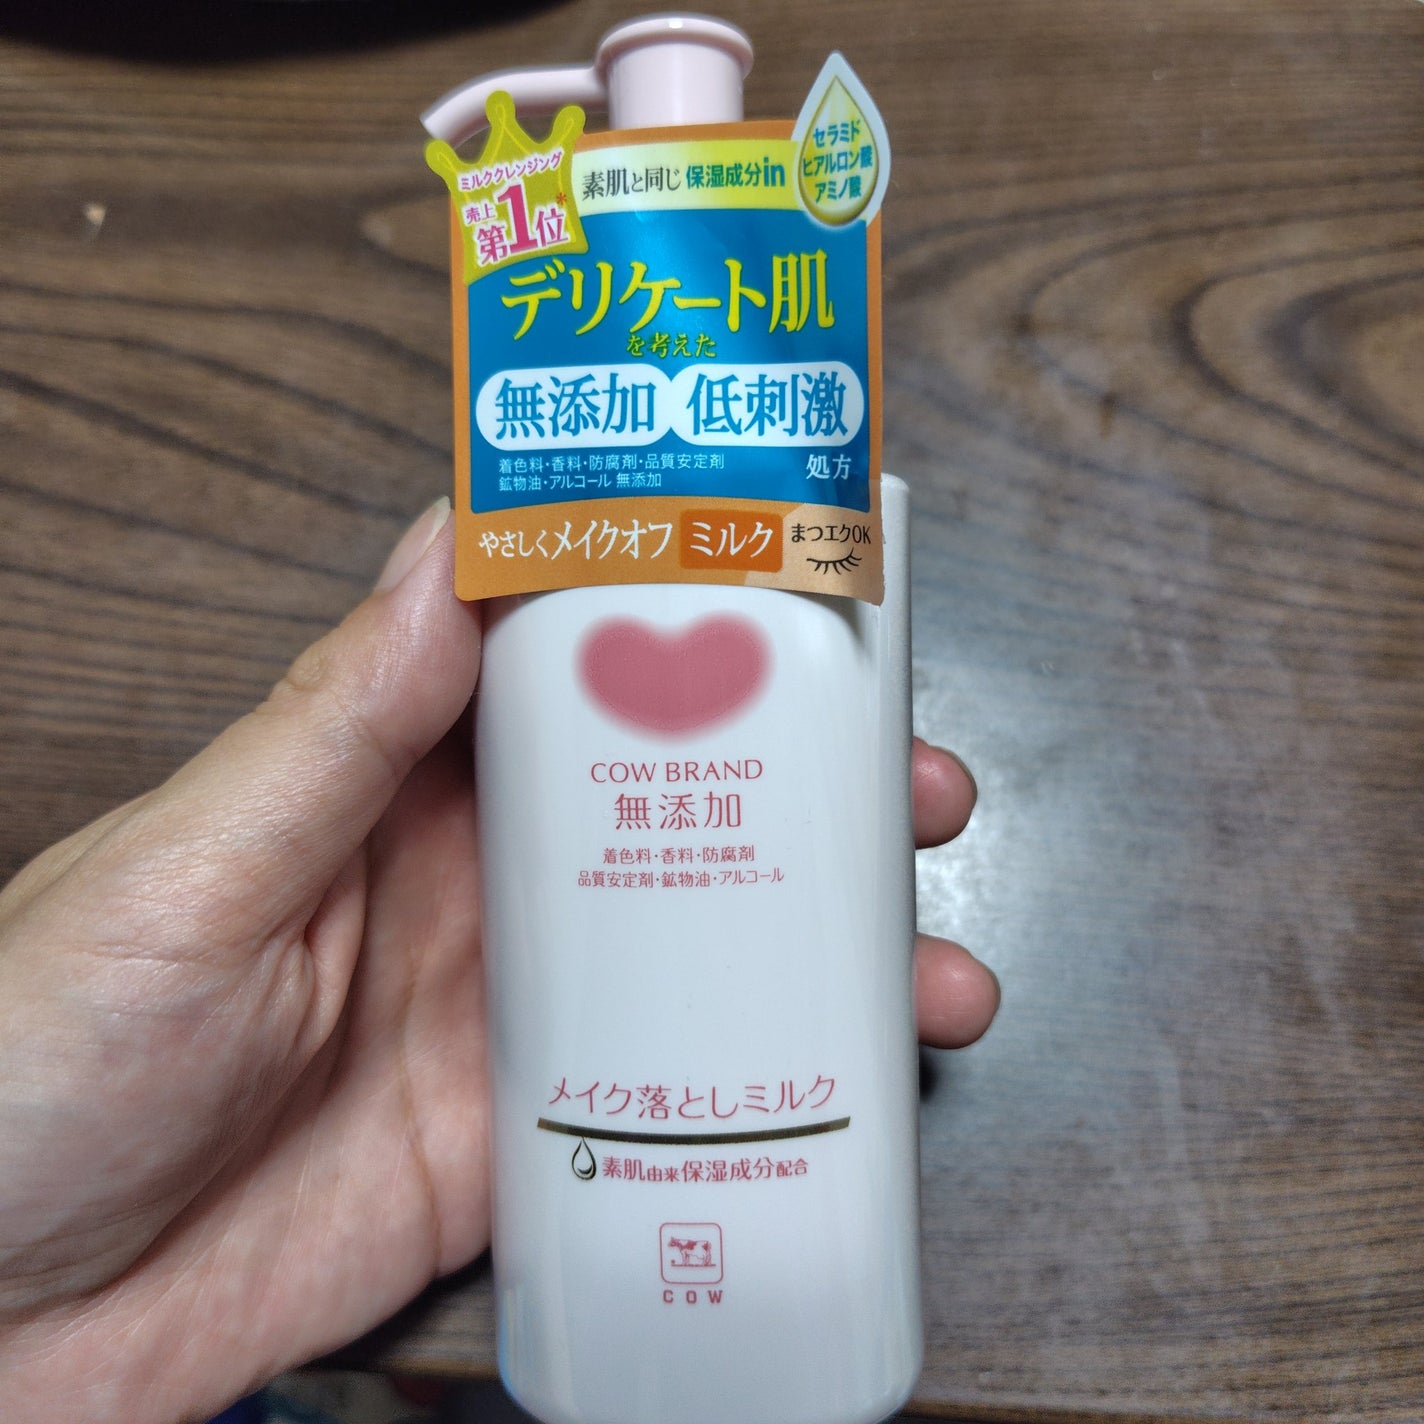 ミルククレンジング
売上
第1位*
素肌と同じ 保湿成分in
セラミド
ヒアルロン酸
アミノ酸
デリケート肌
を考えた
無添加 低刺激
処方
着色料・香料・防腐剤・品質安定剤
鉱物油・アルコール 無添加
やさしくメイクオフ ミルク
まつエクOK
COW BRAND
無添加
着色料・香料・防腐剤
品質安定剤・鉱物油・アルコール
メイク落としミルク
素肌由来保湿成分配合
COW